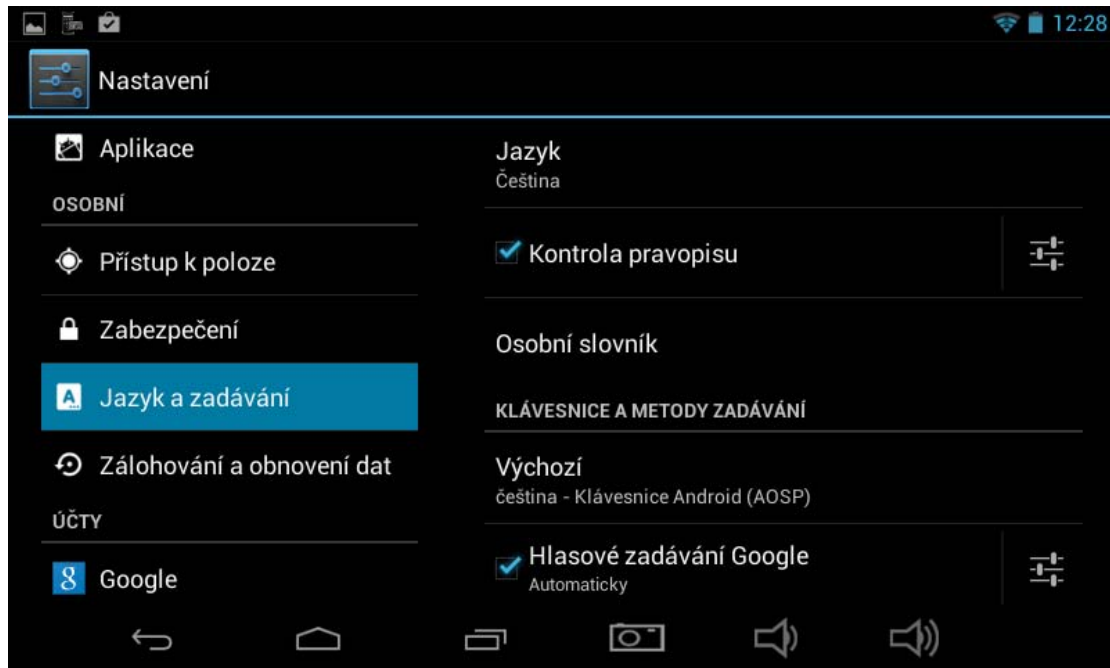 12:28
Nastavení
Aplikace
OSOBNÍ
Přístup k poloze
Zabezpečení
Jazyk a zadávání
Zálohování a obnovení dat
ÚČTY
Google
Jazyk
Čeština
Kontrola pravopisu
Osobní slovník
KLÁVESNICE A METODY ZADÁVÁNÍ
Výchozí
čeština - Klávesnice Android (AOSP)
Hlasové zadávání Google
Automaticky